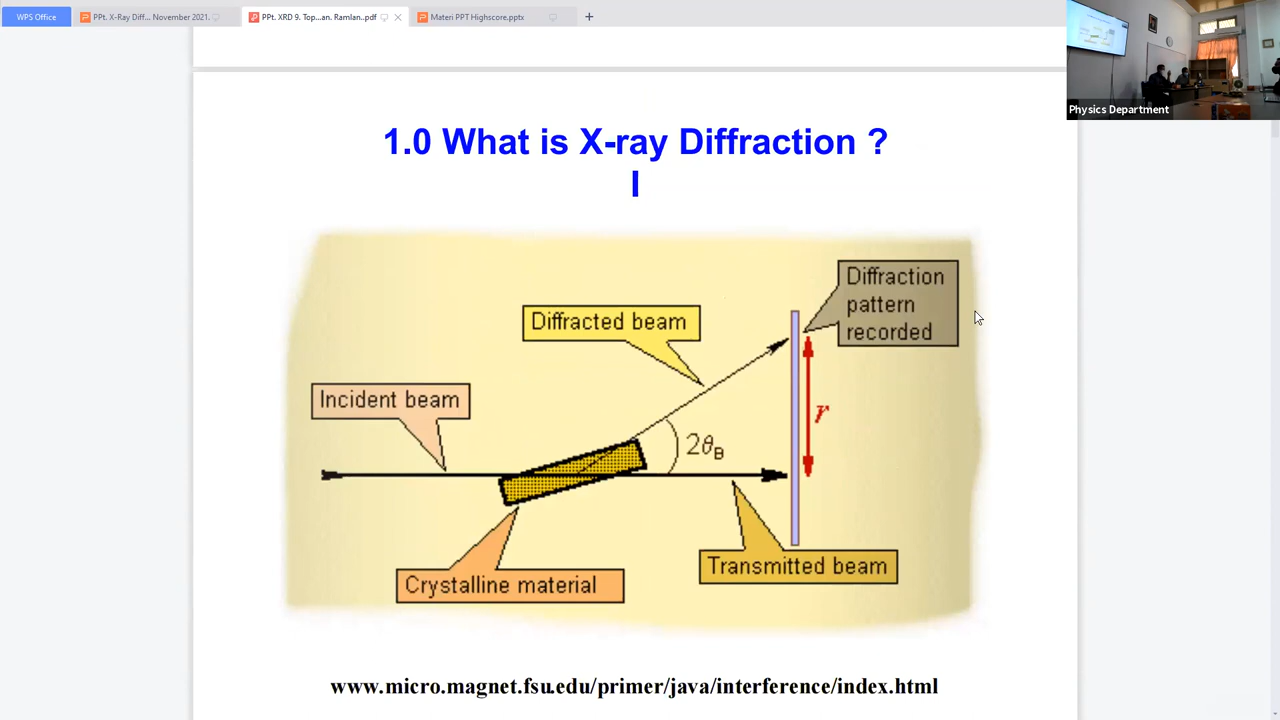 WPS Office
PPt. X-Ray Diff... November 2021.
PPt. XRD 9. Top...an. Ramlan..pdf
Materi PPT Highscore.pptx
Physics Department
1.0 What is X-ray Diffraction ?
I
Diffraction
pattern
recorded
Diffracted beam
Incident beam
r
2θB
Crystalline material
Transmitted beam
www.micro.magnet.fsu.edu/primer/java/interference/index.html